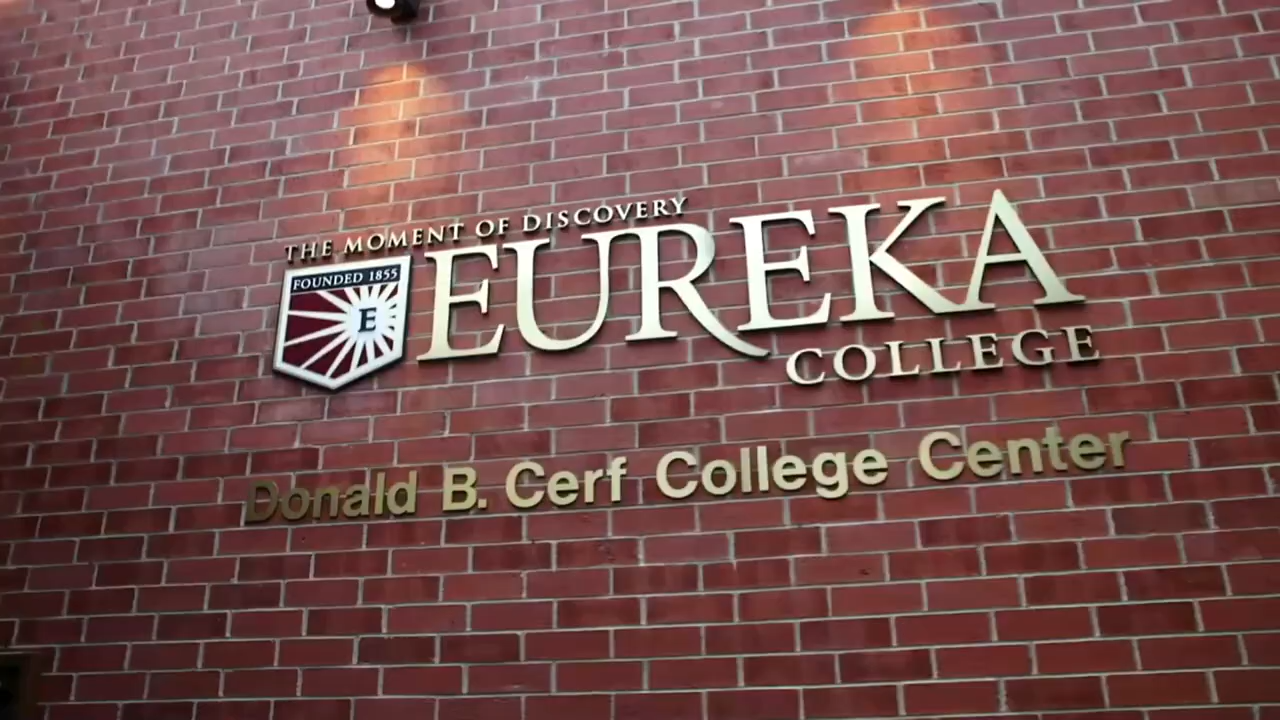 THE MOMENT OF DISCOVERY
FOUNDED 1855
E
EUREKA
COLLEGE
Donald B. Cerf College Center